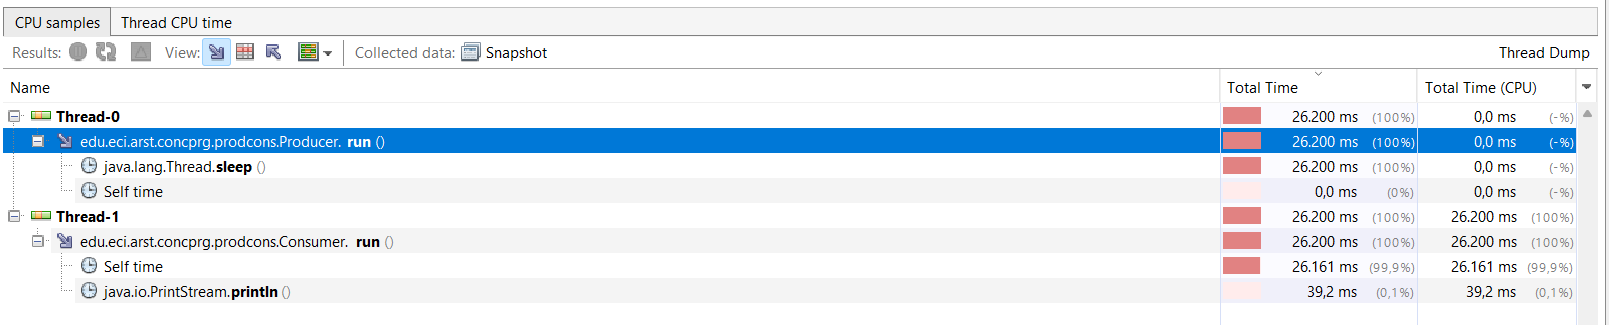 CPU samples Thread CPU time
Results: View: Collected data: Snapshot Thread Dump
Name Total Time Total Time (CPU)
Thread-0 26.200 ms (100%) 0,0 ms (-%)
edu.eci.arst.concprg.prodcons.Producer. run () 26.200 ms (100%) 0,0 ms (-%)
java.lang.Thread.sleep () 26.200 ms (100%) 0,0 ms (-%)
Self time 0,0 ms (0%) 0,0 ms (-%)
Thread-1 26.200 ms (100%) 26.200 ms (100%)
edu.eci.arst.concprg.prodcons.Consumer. run () 26.200 ms (100%) 26.200 ms (100%)
Self time 26.161 ms (99,9%) 26.161 ms (99,9%)
java.io.PrintStream.println () 39,2 ms (0,1%) 39,2 ms (0,1%)